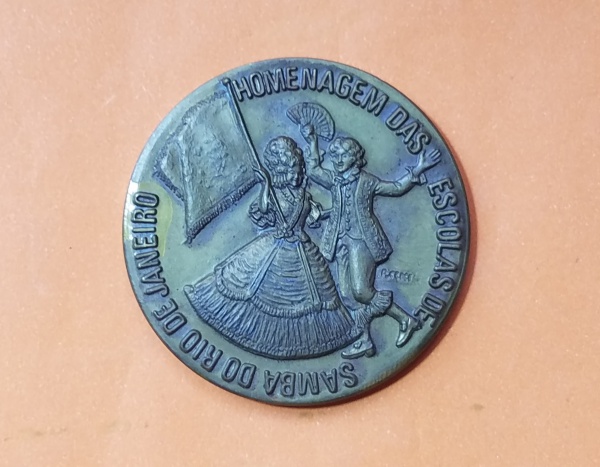 HOMENAGEM DAS ESCOLAS DE SAMBA DO RIO DE JANEIRO